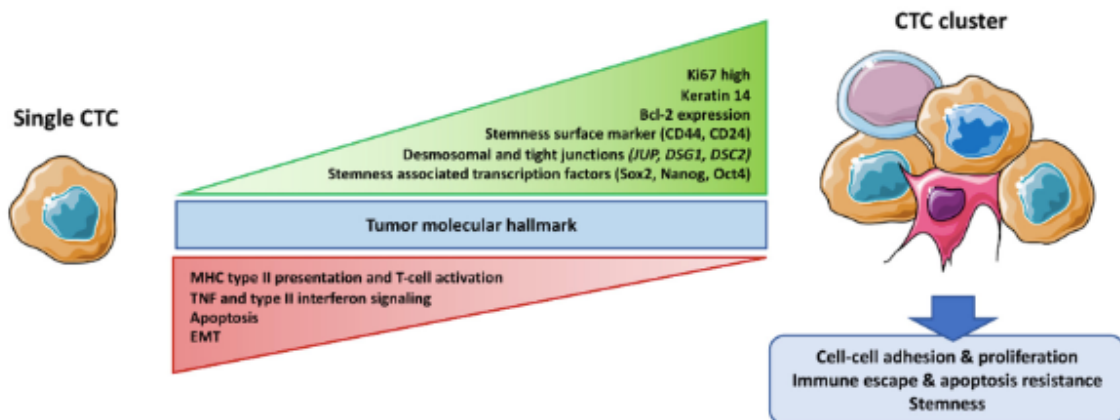 CTC cluster
Single CTC
Ki67 high
Keratin 14
Bcl-2 expression
Stemness surface marker (CD44, CD24)
Desmosomal and tight junctions (JUP, DSG1, DSC2)
Stemness associated transcription factors (Sox2, Nanog, Oct4)
Tumor molecular hallmark
MHC type II presentation and T-cell activation
TNF and type II interferon signaling
Apoptosis
EMT
Cell-cell adhesion & proliferation
Immune escape & apoptosis resistance
Stemness